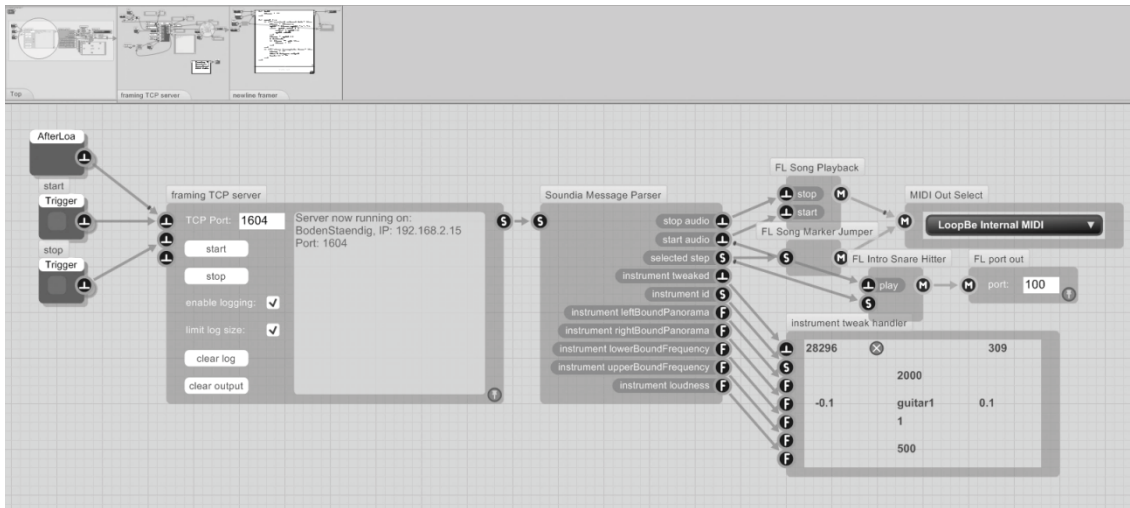 Top
framing TCP server
newline framer
AfterLoa
start
Trigger
stop
Trigger
framing TCP server
TCP Port: 1604
start
stop
enable logging:
limit log size:
clear log
clear output
Server now running on:
BodenStaendig, IP: 192.168.2.15
Port: 1604
S
S
Soundia Message Parser
stop audio
start audio
selected step S
instrument tweaked
instrument id S
instrument leftBoundPanorama F
instrument rightBoundPanorama F
instrument lowerBoundFrequency F
instrument upperBoundFrequency F
instrument loudness F
FL Song Playback
stop M
start
FL Song Marker Jumper
S M
MIDI Out Select
M LoopBe Internal MIDI
FL Intro Snare Hitter
play M
S
FL port out
M port: 100
instrument tweak handler
28296 309
S
2000
F
F -0.1 guitar1 0.1
1
F
F
500
F